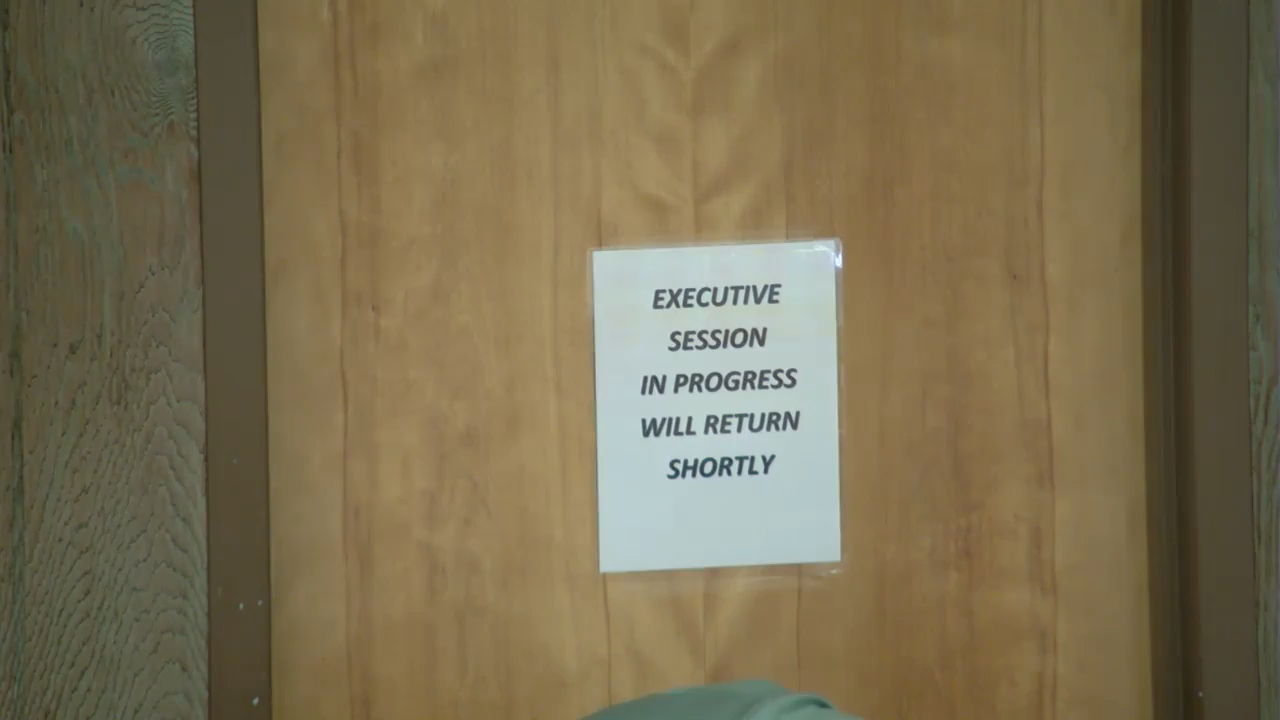 EXECUTIVE
SESSION
IN PROGRESS
WILL RETURN
SHORTLY